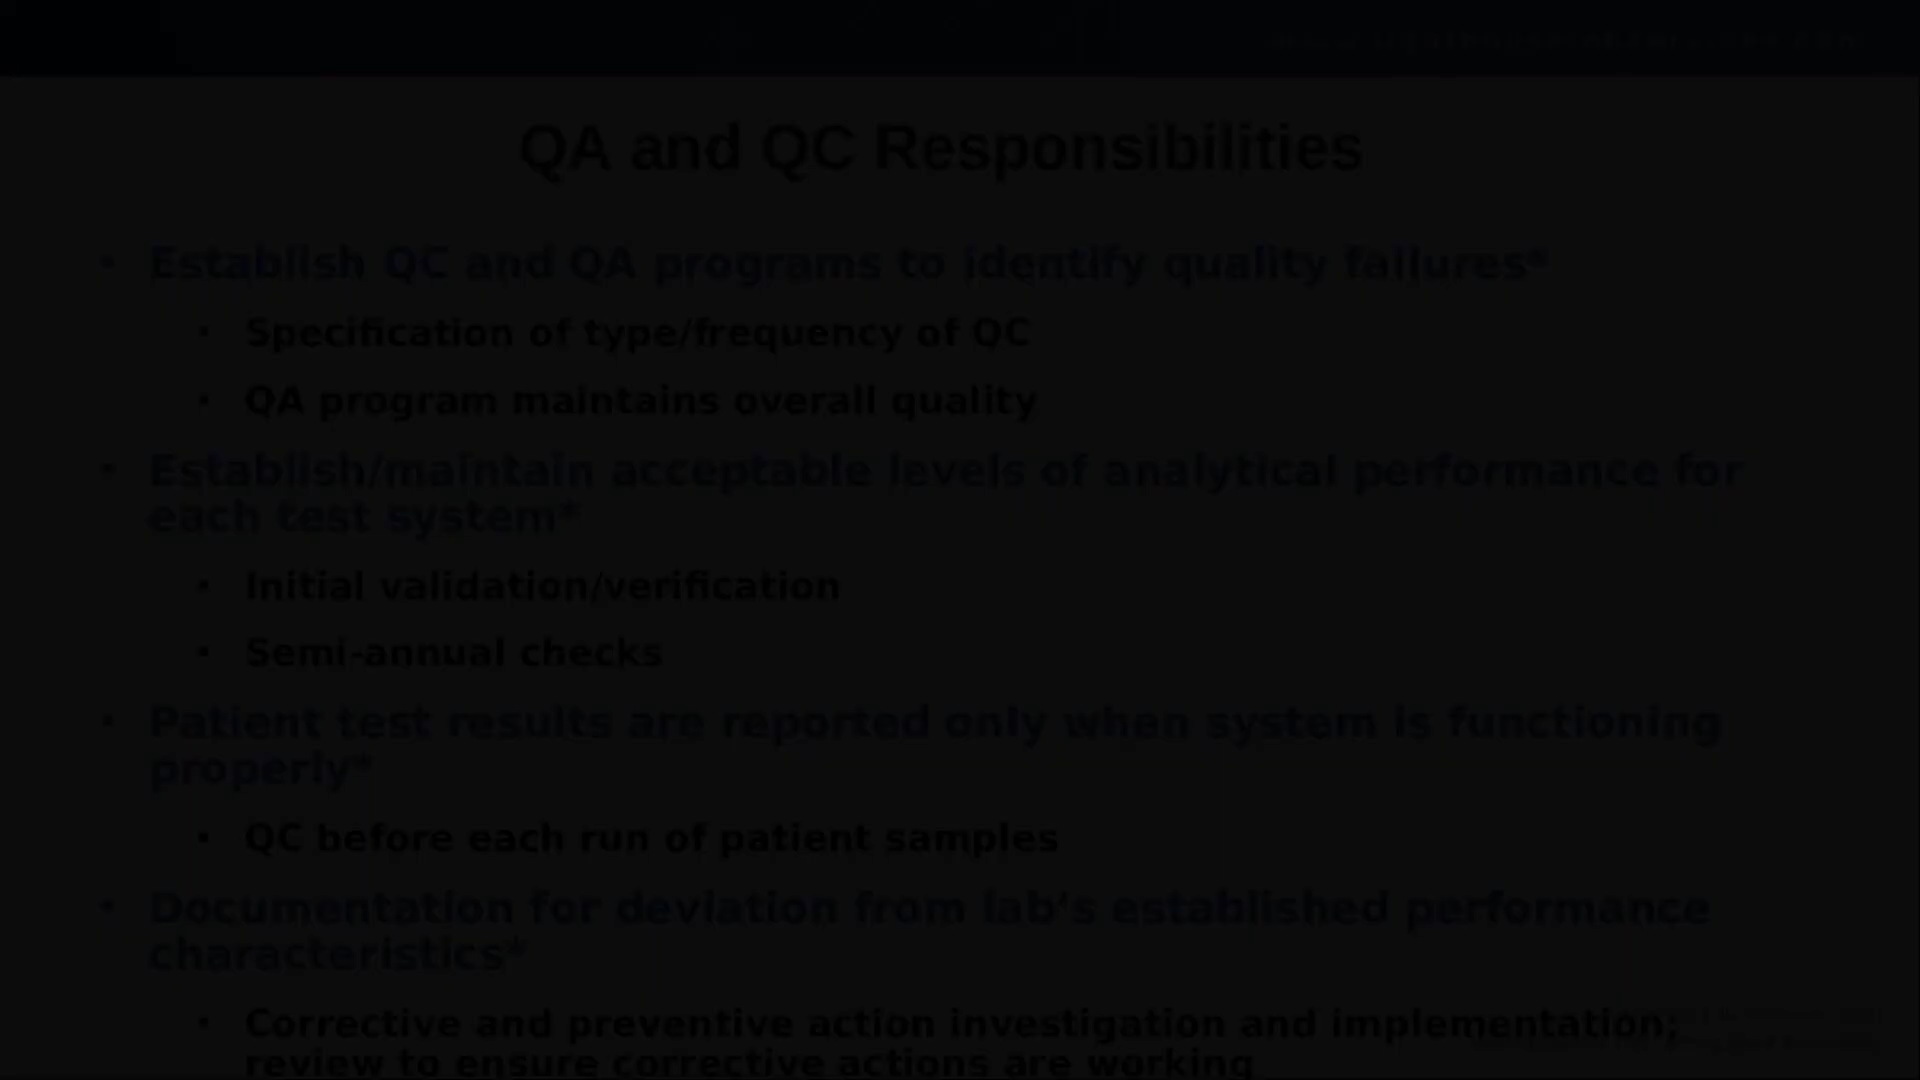 QA and QC Responsibilities
• Establish QC and QA programs to identify quality failures*
• Specification of type/frequency of QC
• QA program maintains overall quality
• Establish/maintain acceptable levels of analytical performance for
each test system*
• Initial validation/verification
• Semi-annual checks
• Patient test results are reported only when system is functioning
properly*
• QC before each run of patient samples
• Documentation for deviation from lab's established performance
characteristics*
• Corrective and preventive action investigation and implementation;
review to ensure corrective actions are working